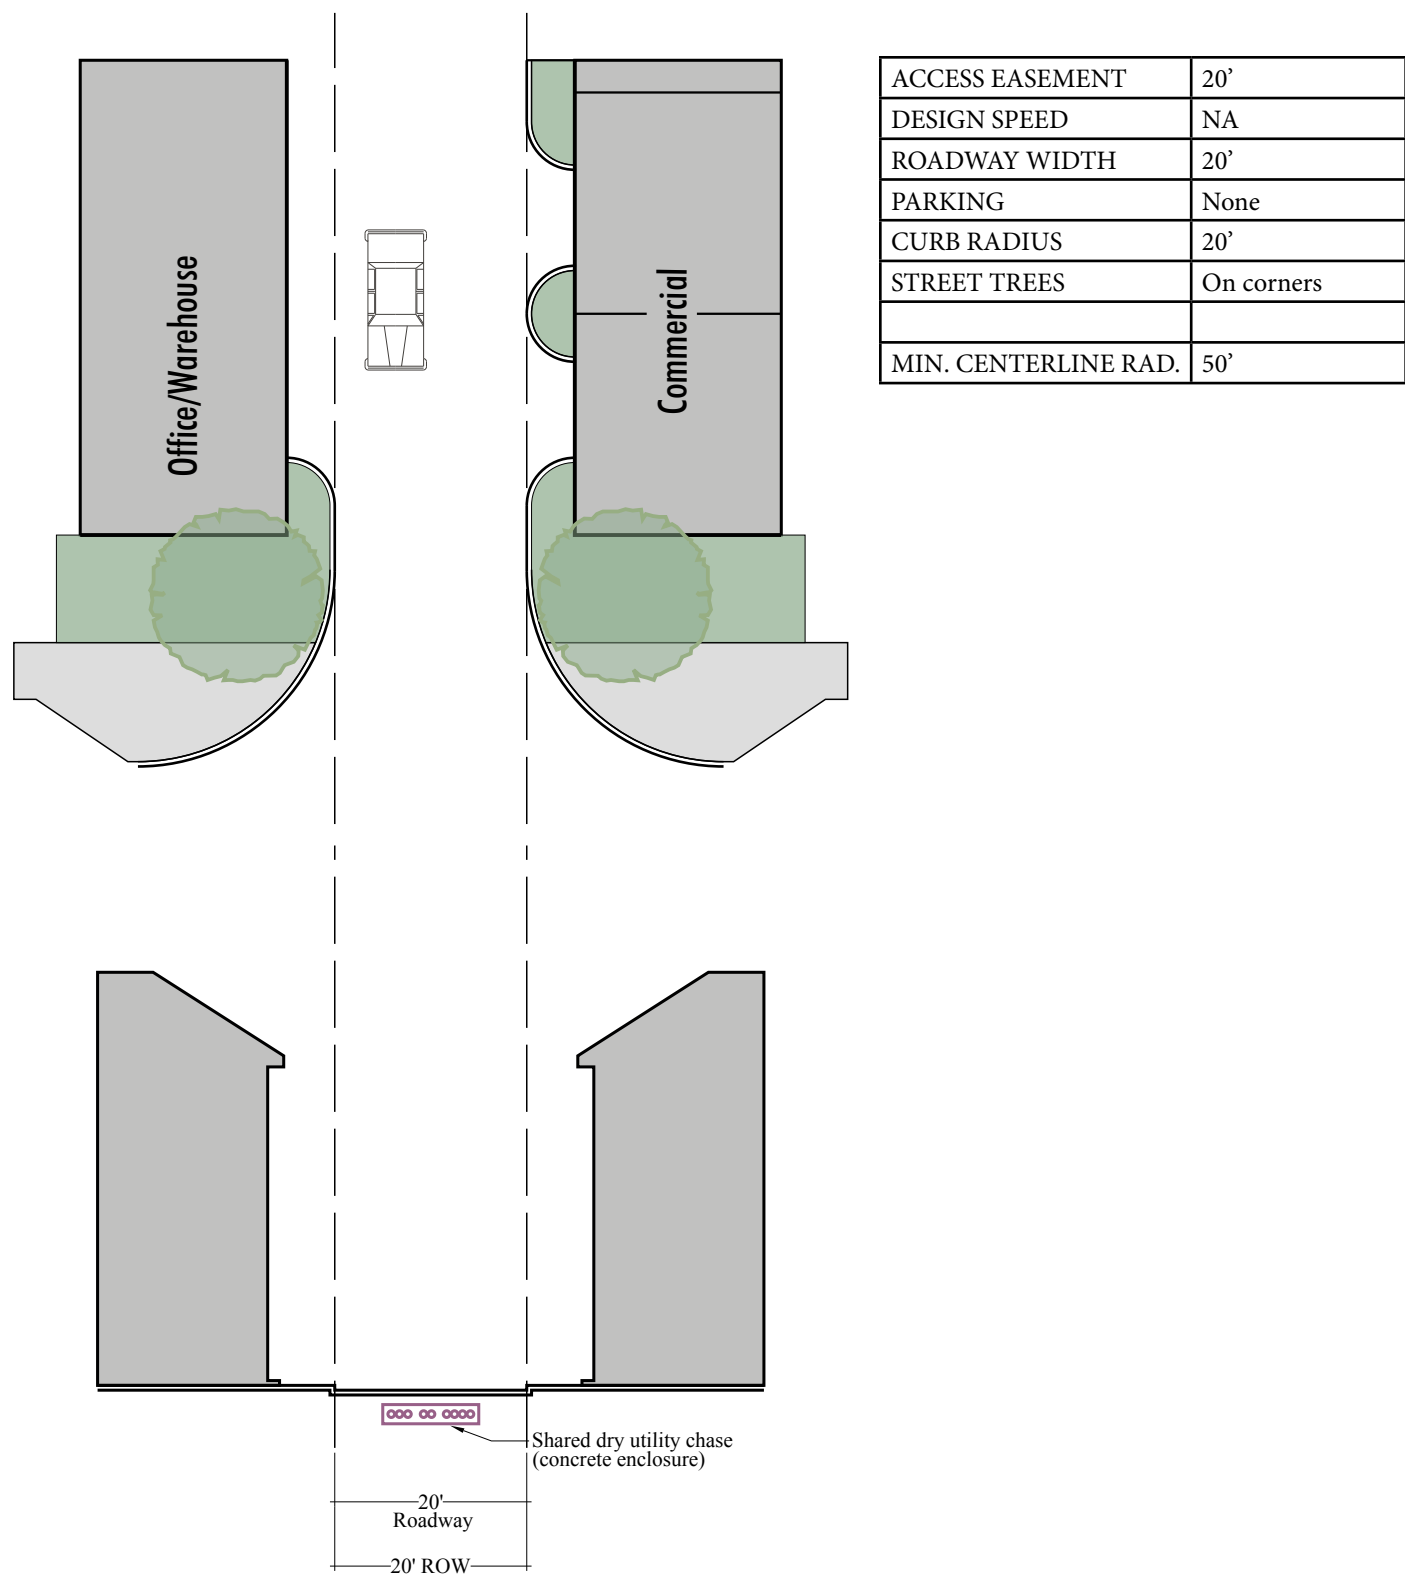 ACCESS EASEMENT 20’
DESIGN SPEED NA
ROADWAY WIDTH 20’
PARKING None
CURB RADIUS 20’
STREET TREES On corners
MIN. CENTERLINE RAD. 50’
Office/Warehouse
Commercial
Shared dry utility chase
(concrete enclosure)
20'
Roadway
20' ROW